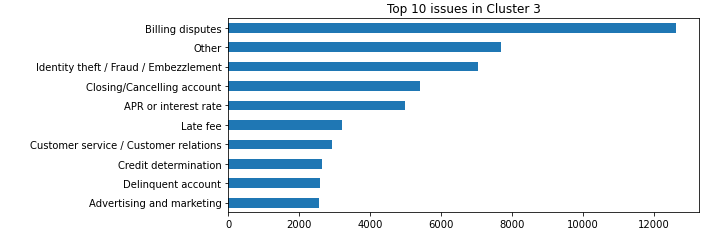 Top 10 issues in Cluster 3
Billing disputes
Other
Identity theft / Fraud / Embezzlement
Closing/Cancelling account
APR or interest rate
Late fee
Customer service / Customer relations
Credit determination
Delinquent account
Advertising and marketing
0 2000 4000 6000 8000 10000 12000